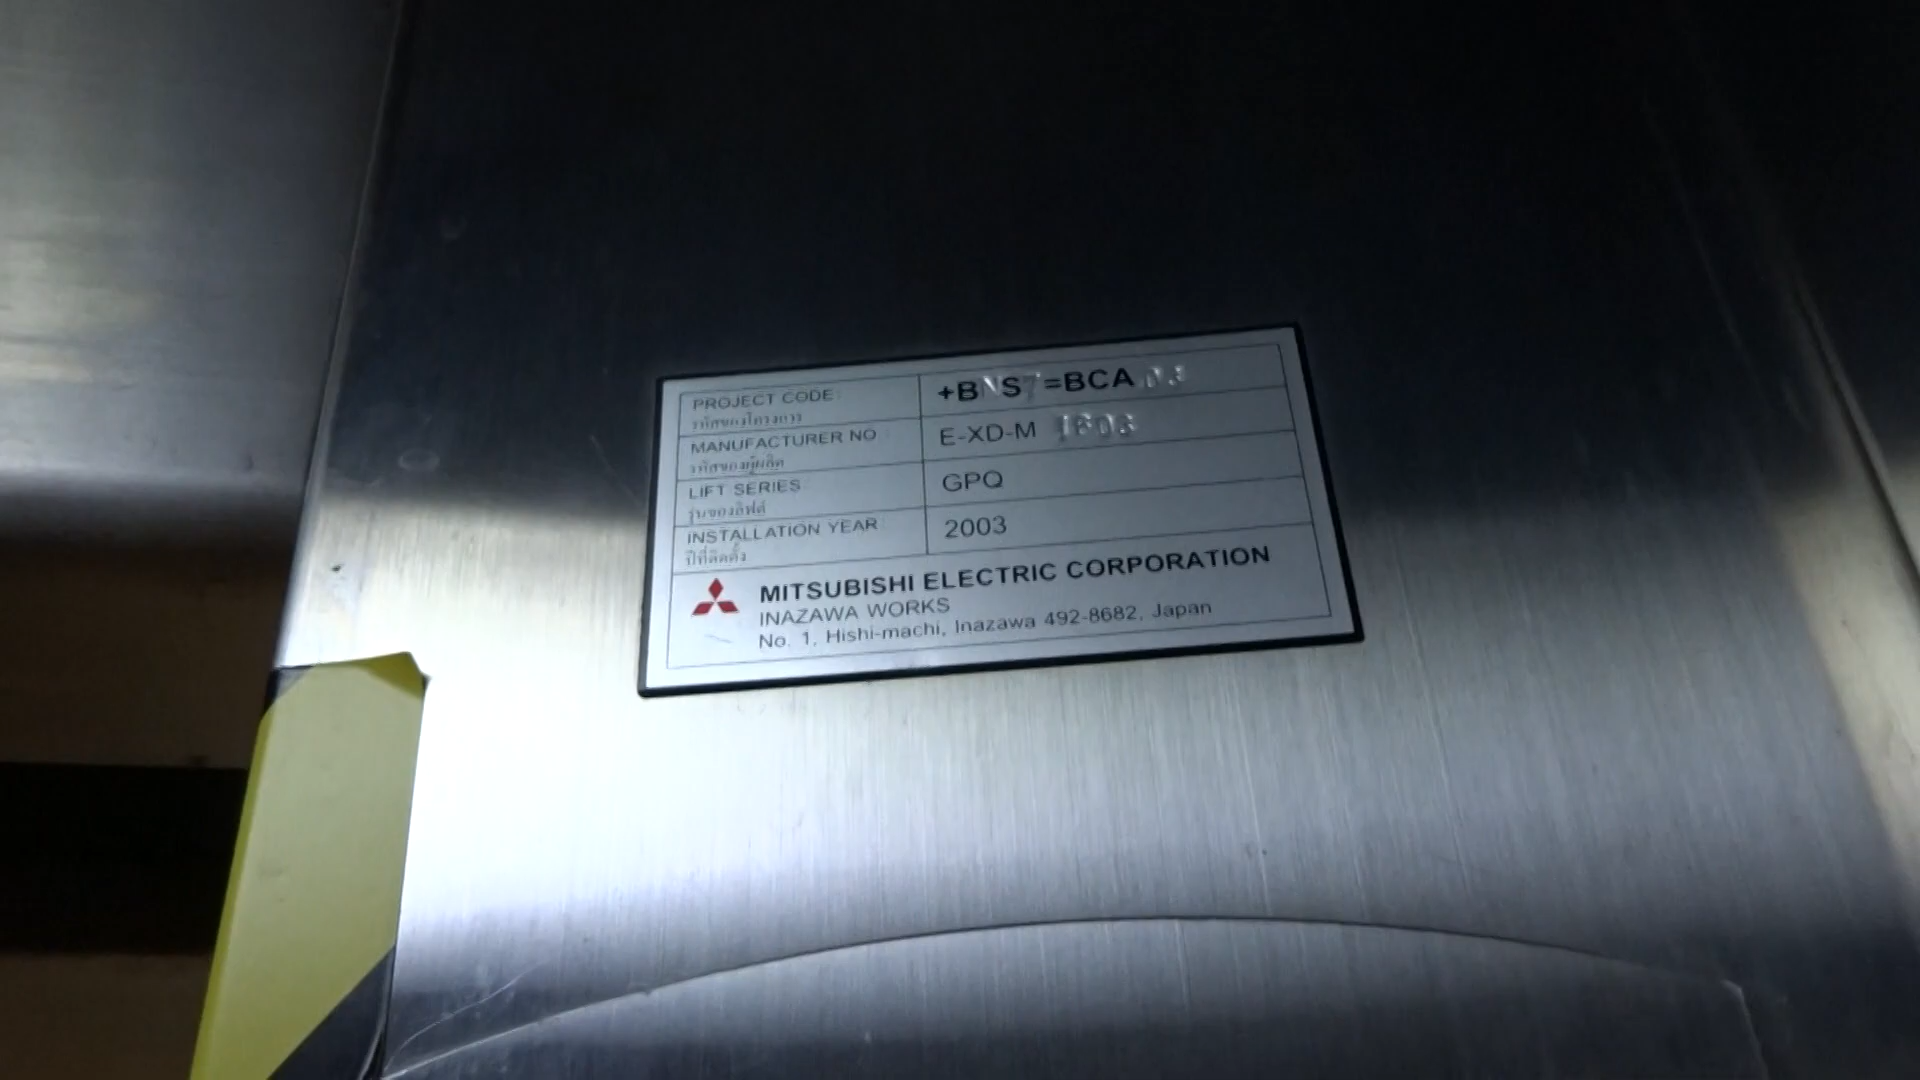 PROJECT CODE: +BNS7=BCA
รหัสของโครงการ
MANUFACTURER NO E-XD-M
รหัสของผู้ผลิต
LIFT SERIES GPQ
รุ่นของลิฟต์
INSTALLATION YEAR: 2003
ปีที่ติดตั้ง
MITSUBISHI ELECTRIC CORPORATION
INAZAWA WORKS
No. 1, Hishi-machi, Inazawa 492-8682, Japan